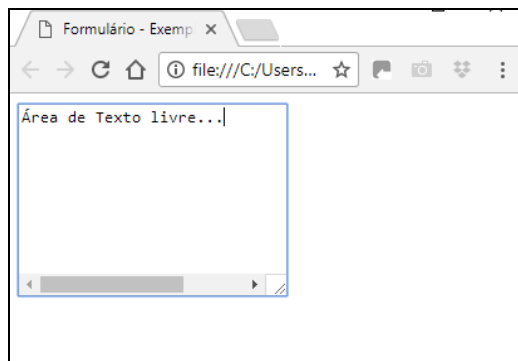 Formulário - Exemp
file:///C:/Users...
Área de Texto livre...